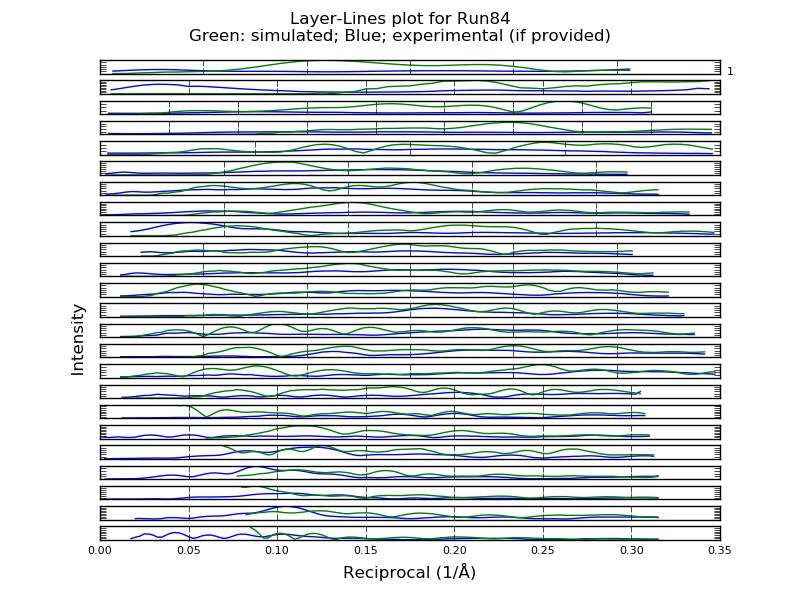 Layer-Lines plot for Run84
Green: simulated; Blue; experimental (if provided)
1
Intensity
0.00 0.05 0.10 0.15 0.20 0.25 0.30 0.35
Reciprocal (1/Å)